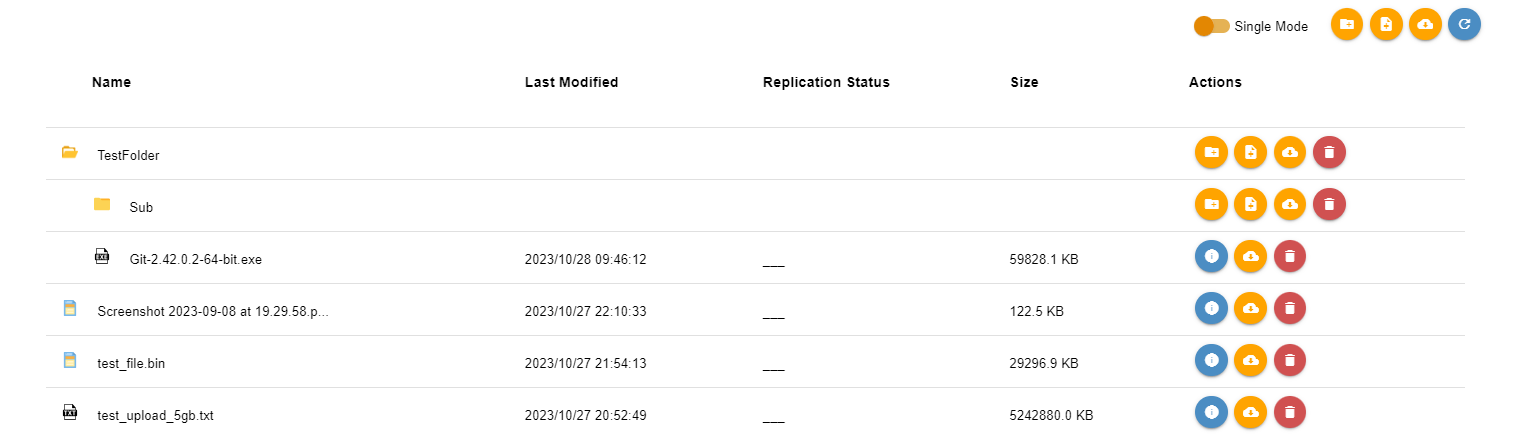 Single Mode
Name Last Modified Replication Status Size Actions
TestFolder
Sub
EXE Git-2.42.0.2-64-bit.exe 2023/10/28 09:46:12 ___ 59828.1 KB
Screenshot 2023-09-08 at 19.29.58.p... 2023/10/27 22:10:33 ___ 122.5 KB
test_file.bin 2023/10/27 21:54:13 ___ 29296.9 KB
TXT test_upload_5gb.txt 2023/10/27 20:52:49 ___ 5242880.0 KB